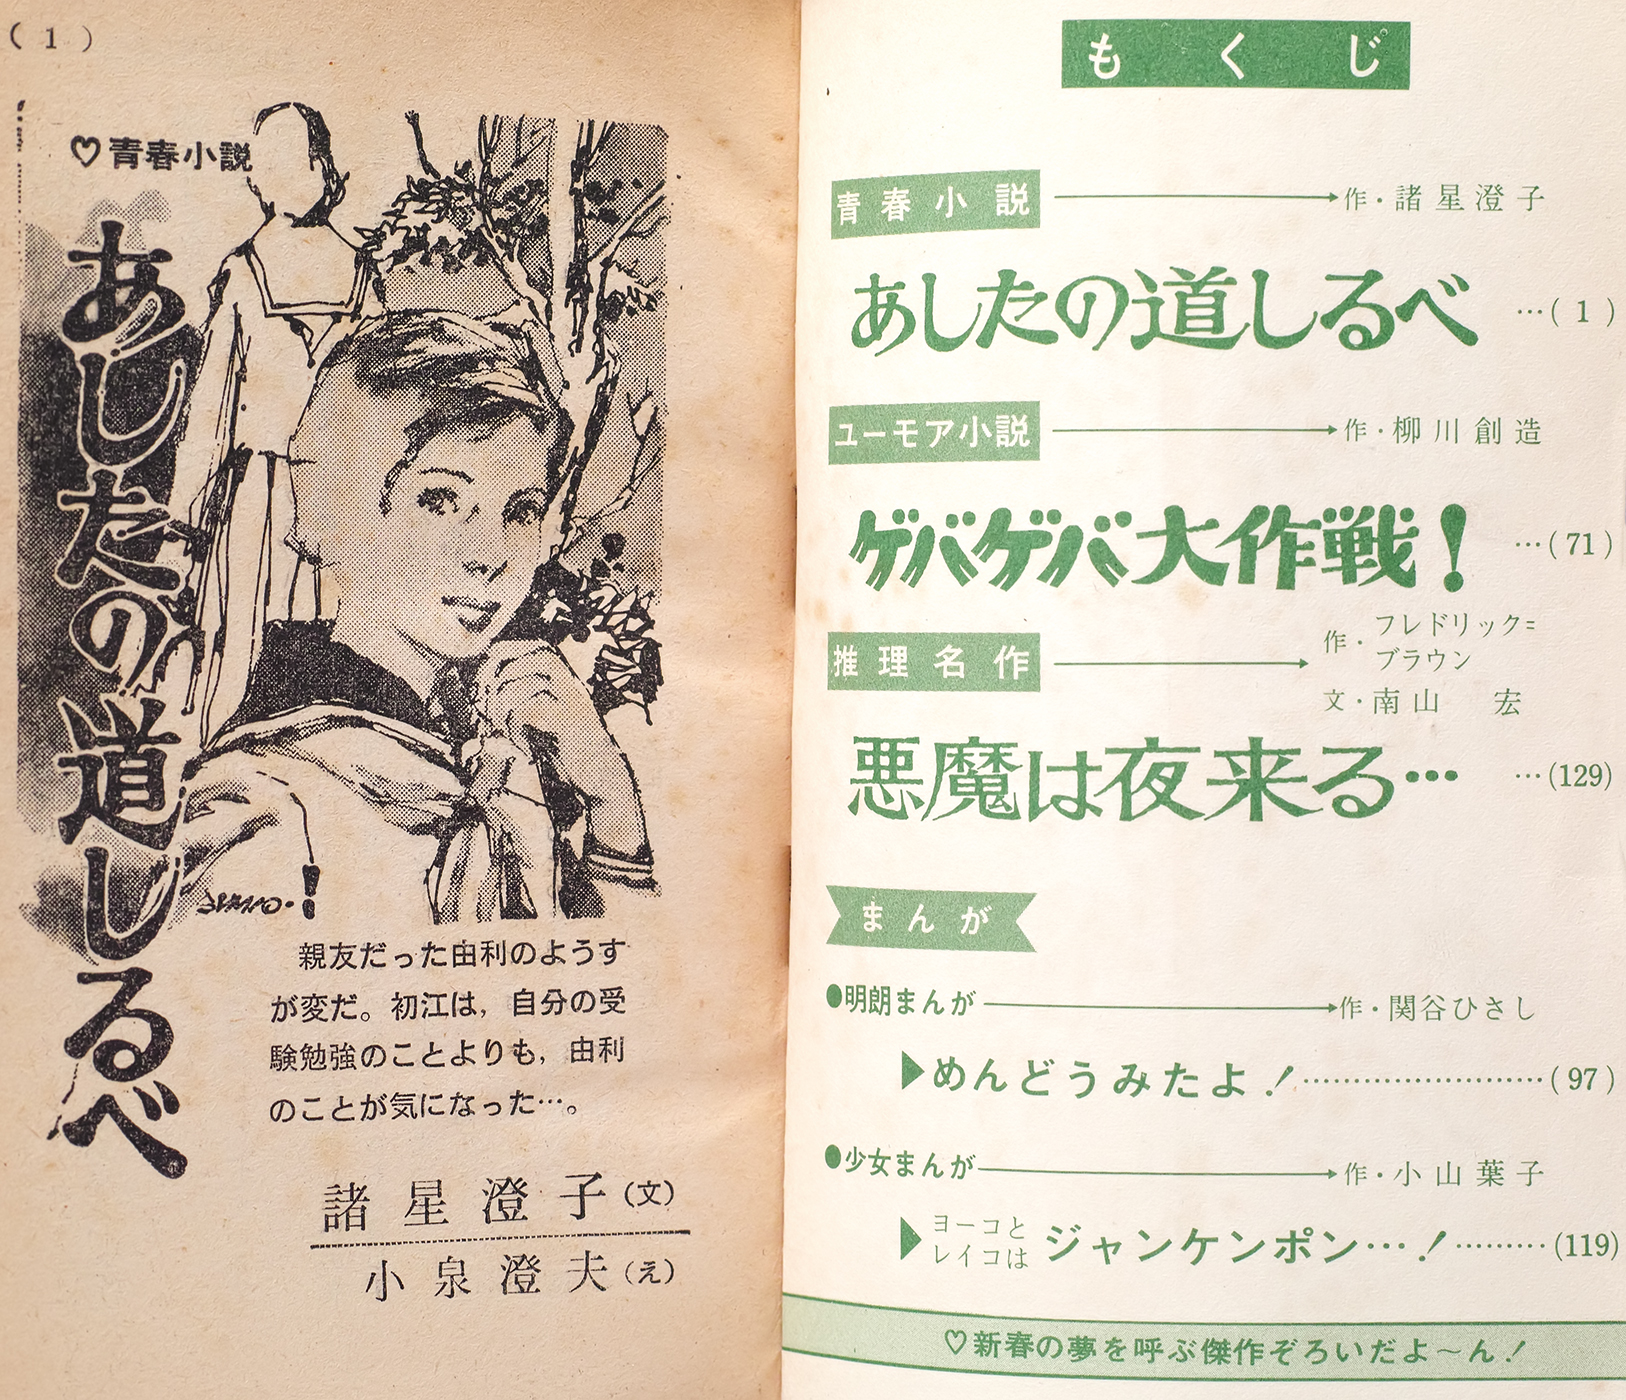 ( 1 )
♡青春小説
あしたの道しるべ
親友だった由利のようす
が変だ。初江は，自分の受
験勉強のことよりも，由利
のことが気になった…。
諸星澄子(文)
小泉澄夫(え)
もくじ
青春小説 作・諸星澄子
あしたの道しるべ …( 1 )
ユーモア小説 作・柳川創造
ゲバゲバ大作戦！ …( 71 )
推理名作 作・フレドリック=
ブラウン
文・南山 宏
悪魔は夜来る… …(129)
まんが
●明朗まんが 作・関谷ひさし
▶めんどうみたよ！……………………( 97 )
●少女まんが 作・小山葉子
▶ヨーコと
レイコは
ジャンケンポン…！………(119)
♡新春の夢を呼ぶ傑作ぞろいだよ～ん！